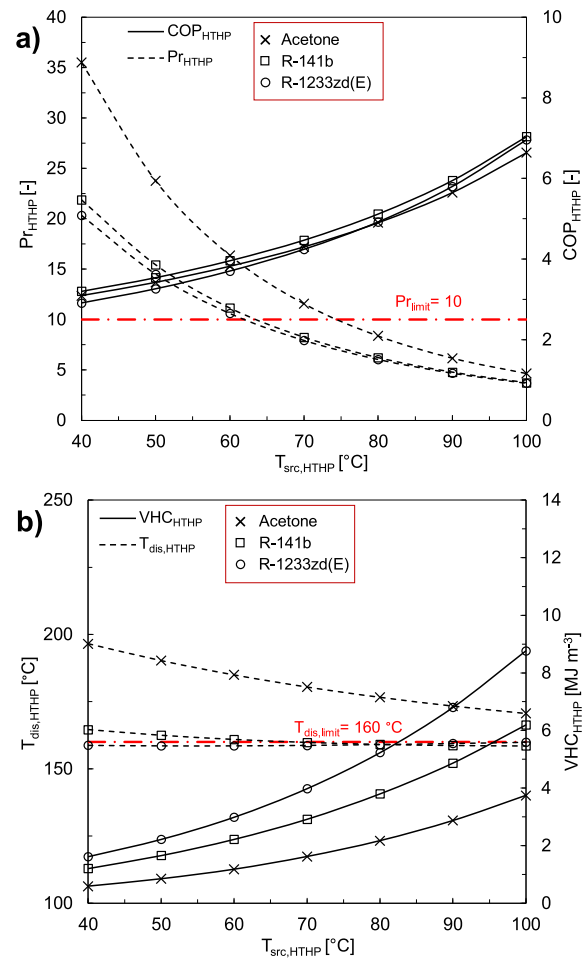 a)
COP_HTHP
Pr_HTHP
Acetone
R-141b
R-1233zd(E)
40
35
30
25
20
15
10
5
0
Pr_HTHP [-]
10
8
6
4
2
0
COP_HTHP [-]
Pr_limit= 10
40 50 60 70 80 90 100
T_src,HTHP [°C]
b)
VHC_HTHP
T_dis,HTHP
Acetone
R-141b
R-1233zd(E)
250
200
150
100
T_dis,HTHP [°C]
14
12
10
8
6
4
2
0
VHC_HTHP [MJ m⁻³]
T_dis,limit= 160 °C
40 50 60 70 80 90 100
T_src,HTHP [°C]